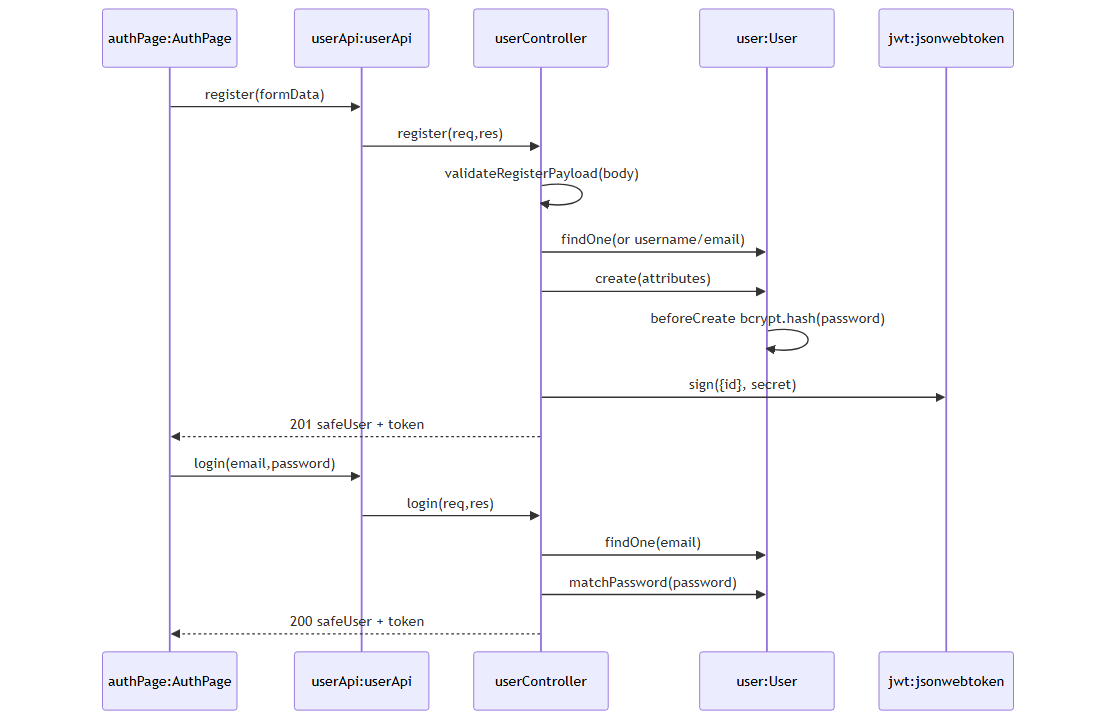 authPage:AuthPage
userApi:userApi
userController
user:User
jwt:jsonwebtoken
register(formData)
register(req,res)
validateRegisterPayload(body)
findOne(or username/email)
create(attributes)
beforeCreate bcrypt.hash(password)
sign({id}, secret)
201 safeUser + token
login(email,password)
login(req,res)
findOne(email)
matchPassword(password)
200 safeUser + token
authPage:AuthPage
userApi:userApi
userController
user:User
jwt:jsonwebtoken